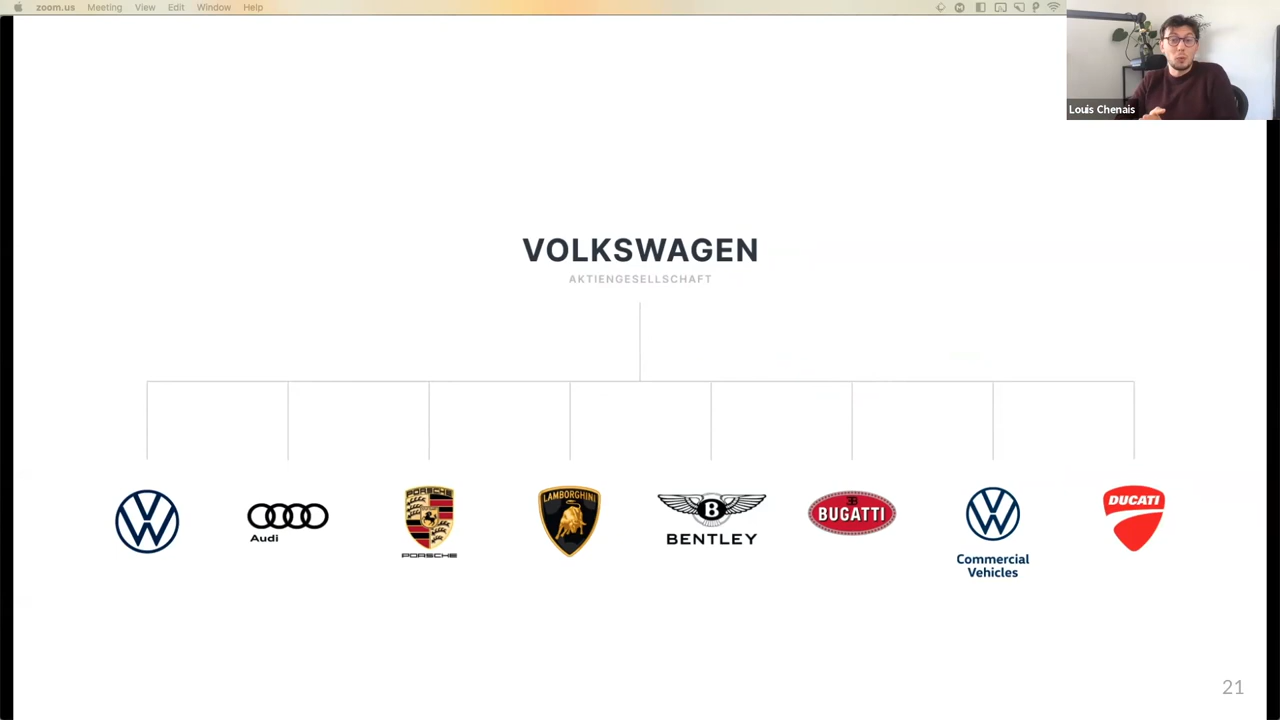 zoom.us Meeting View Edit Window Help
Louis Chenais
VOLKSWAGEN
AKTIENGESELLSCHAFT
Audi
PORSCHE
PORSCHE
LAMBORGHINI
B
BENTLEY
BUGATTI
Commercial
Vehicles
DUCATI
21